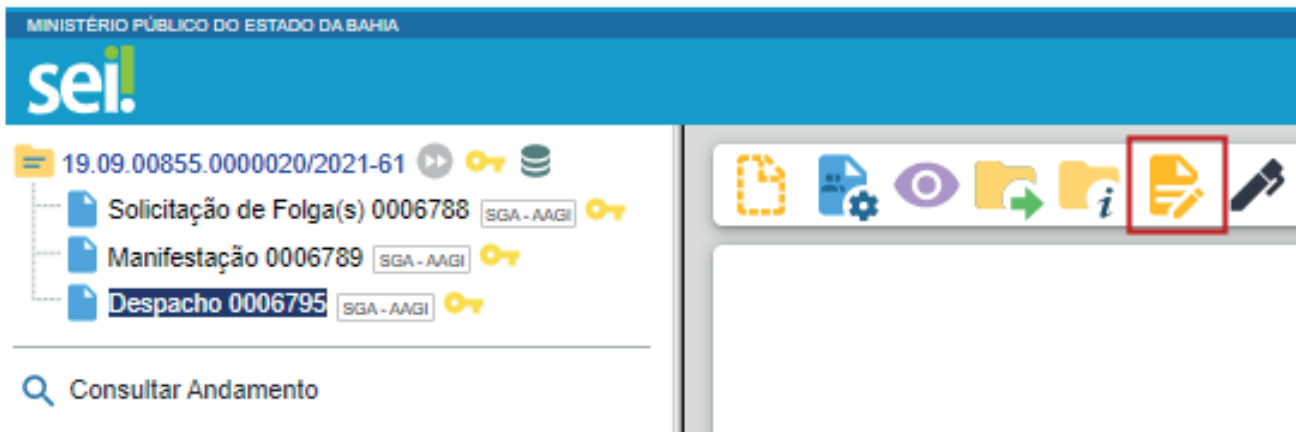 MINISTÉRIO PÚBLICO DO ESTADO DA BAHIA
sei!
19.09.00855.0000020/2021-61
Solicitação de Folga(s) 0006788 SGA - AAGI
Manifestação 0006789 SGA - AAGI
Despacho 0006795 SGA - AAGI
Consultar Andamento